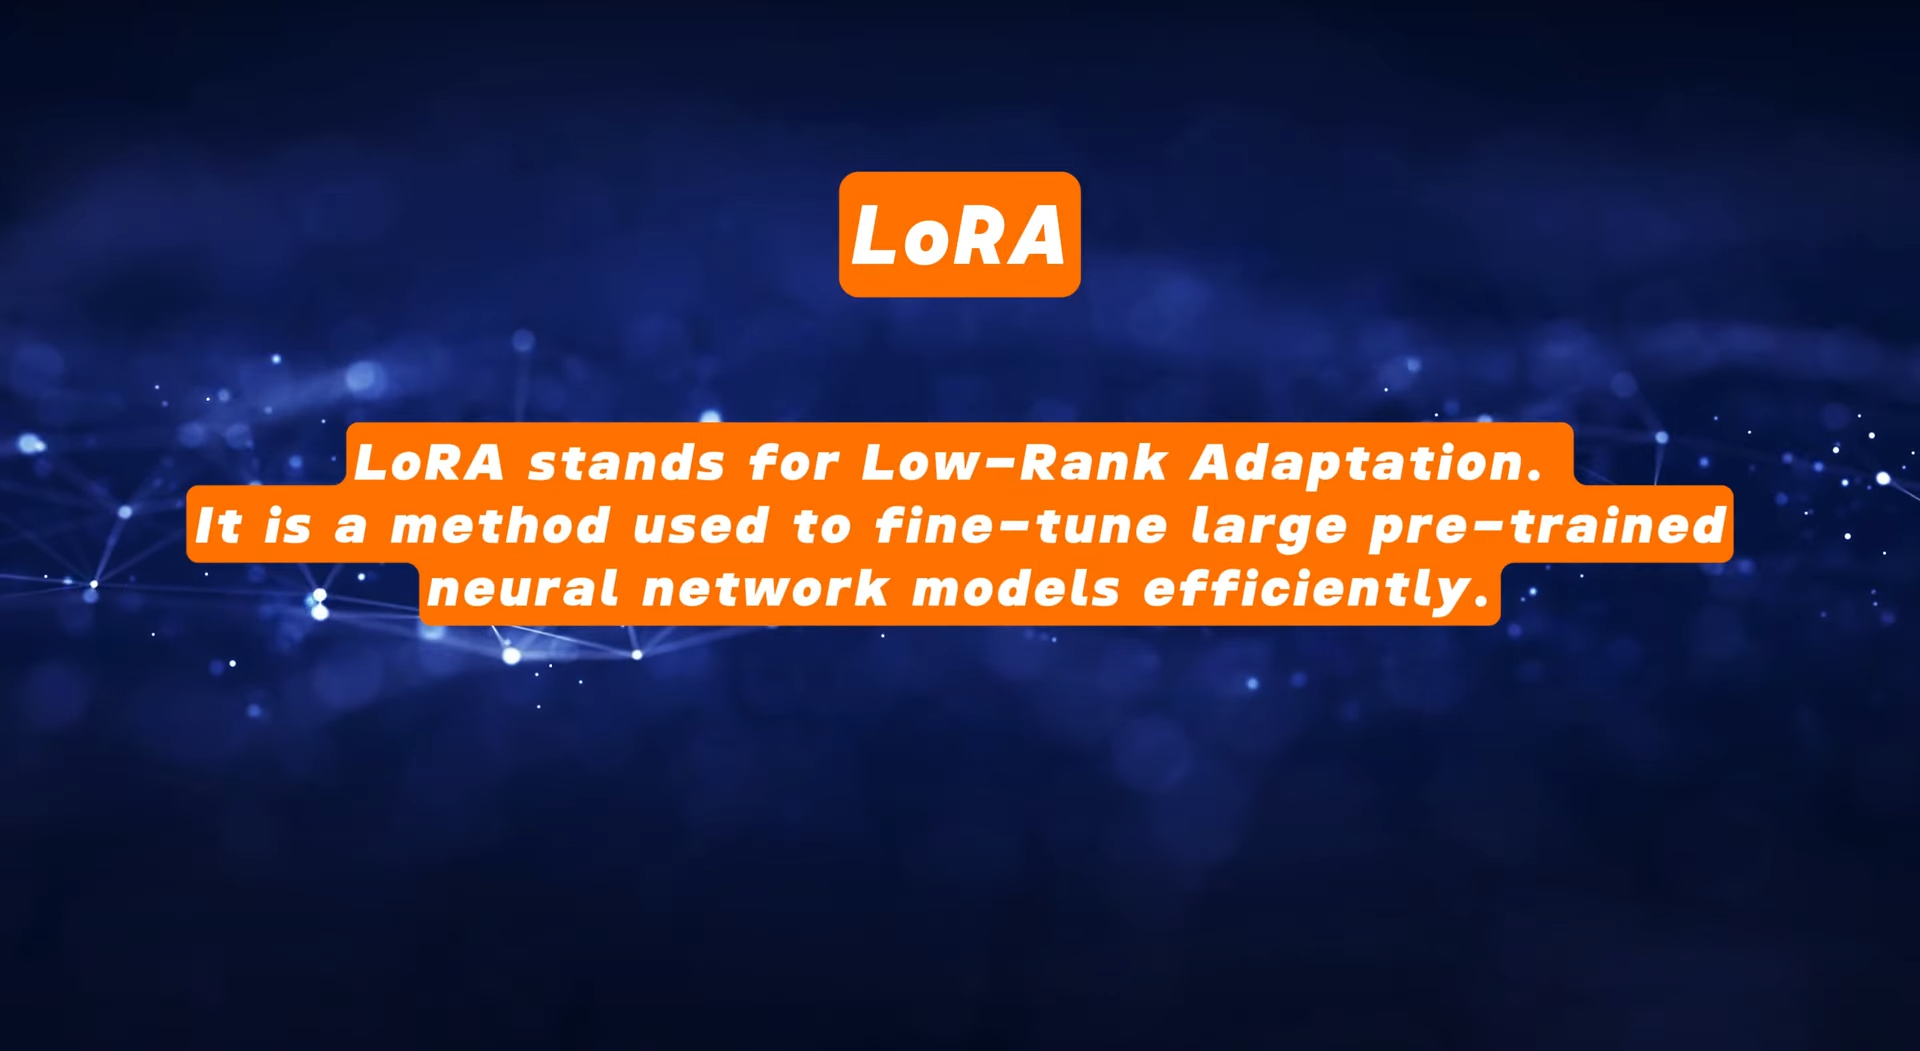 LoRA
LoRA stands for Low-Rank Adaptation.
It is a method used to fine-tune large pre-trained
neural network models efficiently.